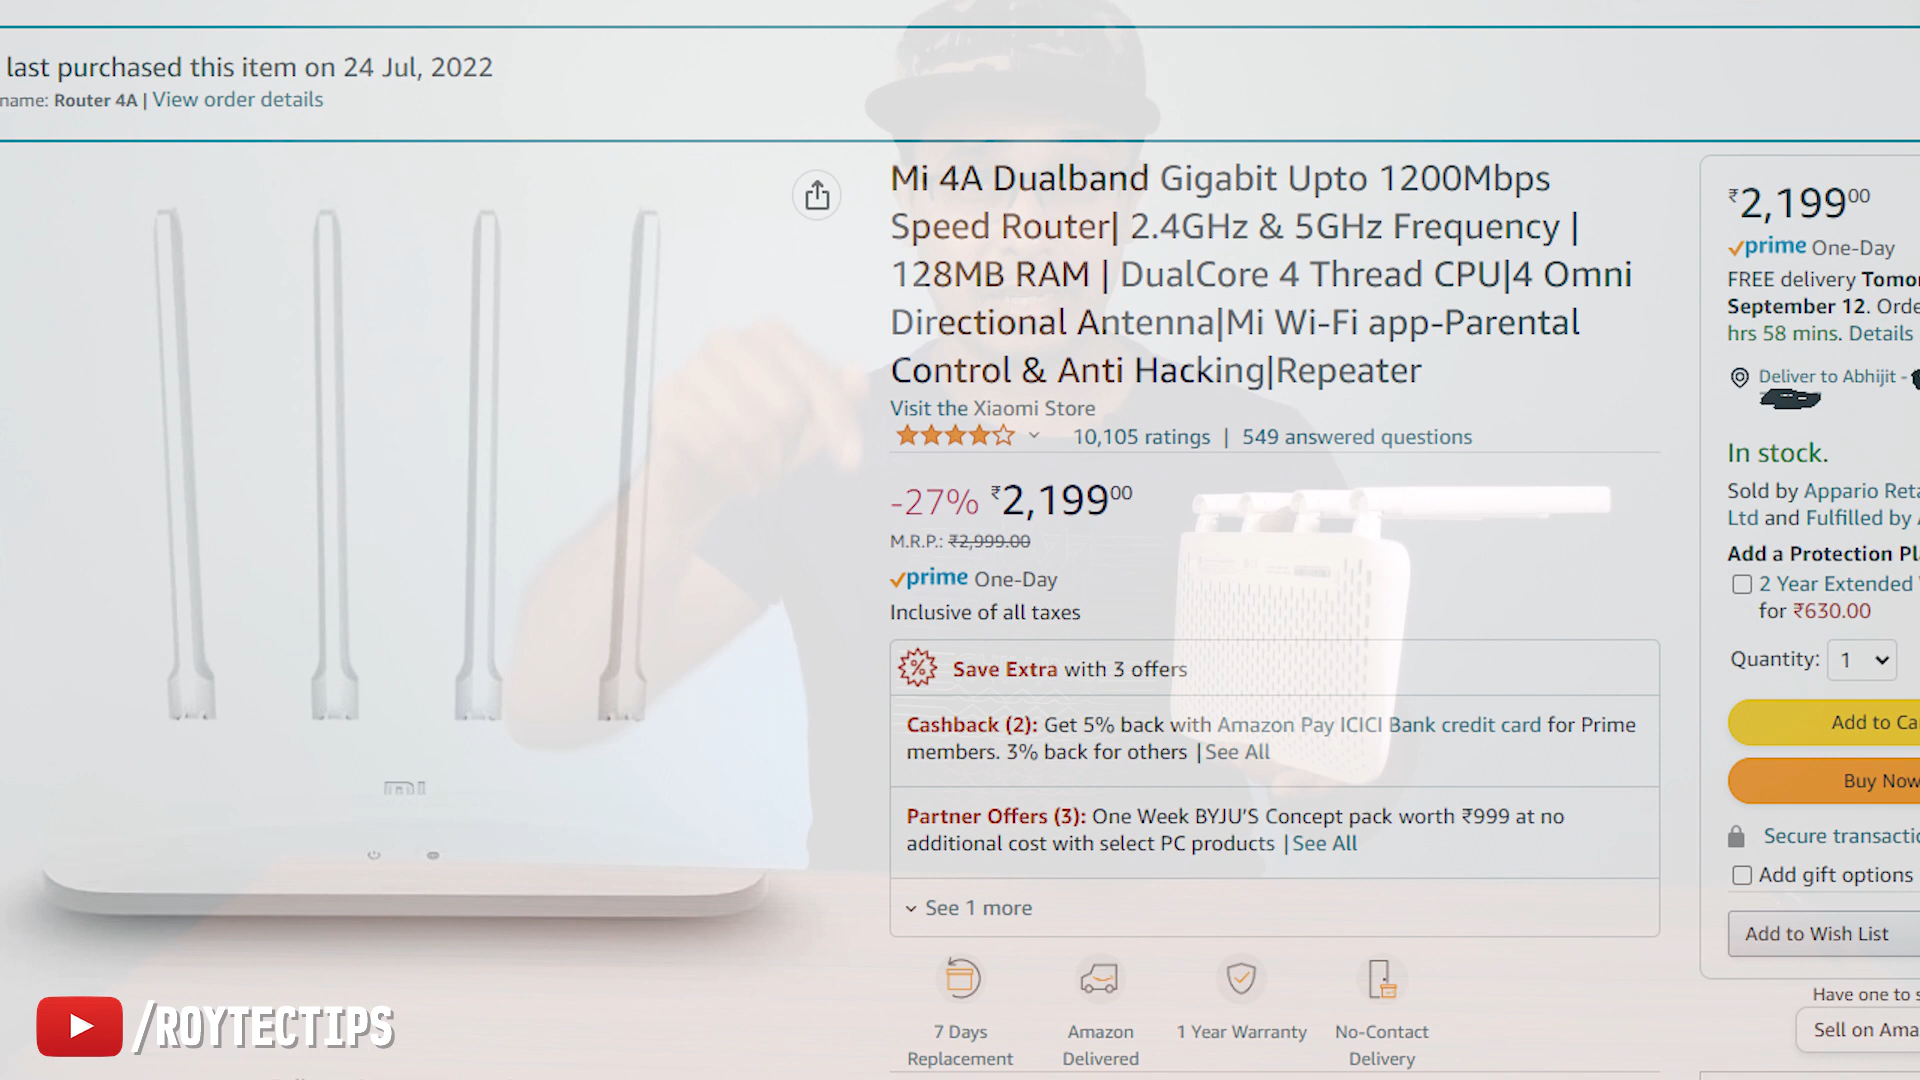 last purchased this item on 24 Jul, 2022
name: Router 4A | View order details
Mi 4A Dualband Gigabit Upto 1200Mbps
Speed Router| 2.4GHz & 5GHz Frequency |
128MB RAM | DualCore 4 Thread CPU|4 Omni
Directional Antenna|Mi Wi-Fi app-Parental
Control & Anti Hacking|Repeater
Visit the Xiaomi Store
10,105 ratings | 549 answered questions
-27% ₹2,199⁰⁰
M.R.P.: ₹2,999.00
prime One-Day
Inclusive of all taxes
Save Extra with 3 offers
Cashback (2): Get 5% back with Amazon Pay ICICI Bank credit card for Prime
members. 3% back for others | See All
Partner Offers (3): One Week BYJU'S Concept pack worth ₹999 at no
additional cost with select PC products | See All
See 1 more
7 Days
Replacement
Amazon
Delivered
1 Year Warranty
No-Contact
Delivery
₹2,199⁰⁰
prime One-Day
FREE delivery Tomor
September 12. Orde
hrs 58 mins. Details
Deliver to Abhijit -
In stock.
Sold by Appario Reta
Ltd and Fulfilled by
Add a Protection Pla
2 Year Extended
for ₹630.00
Quantity: 1
Add to Ca
Buy Now
Secure transactio
Add gift options
Add to Wish List
Have one to s
Sell on Ama
mi
/ROYTECTIPS